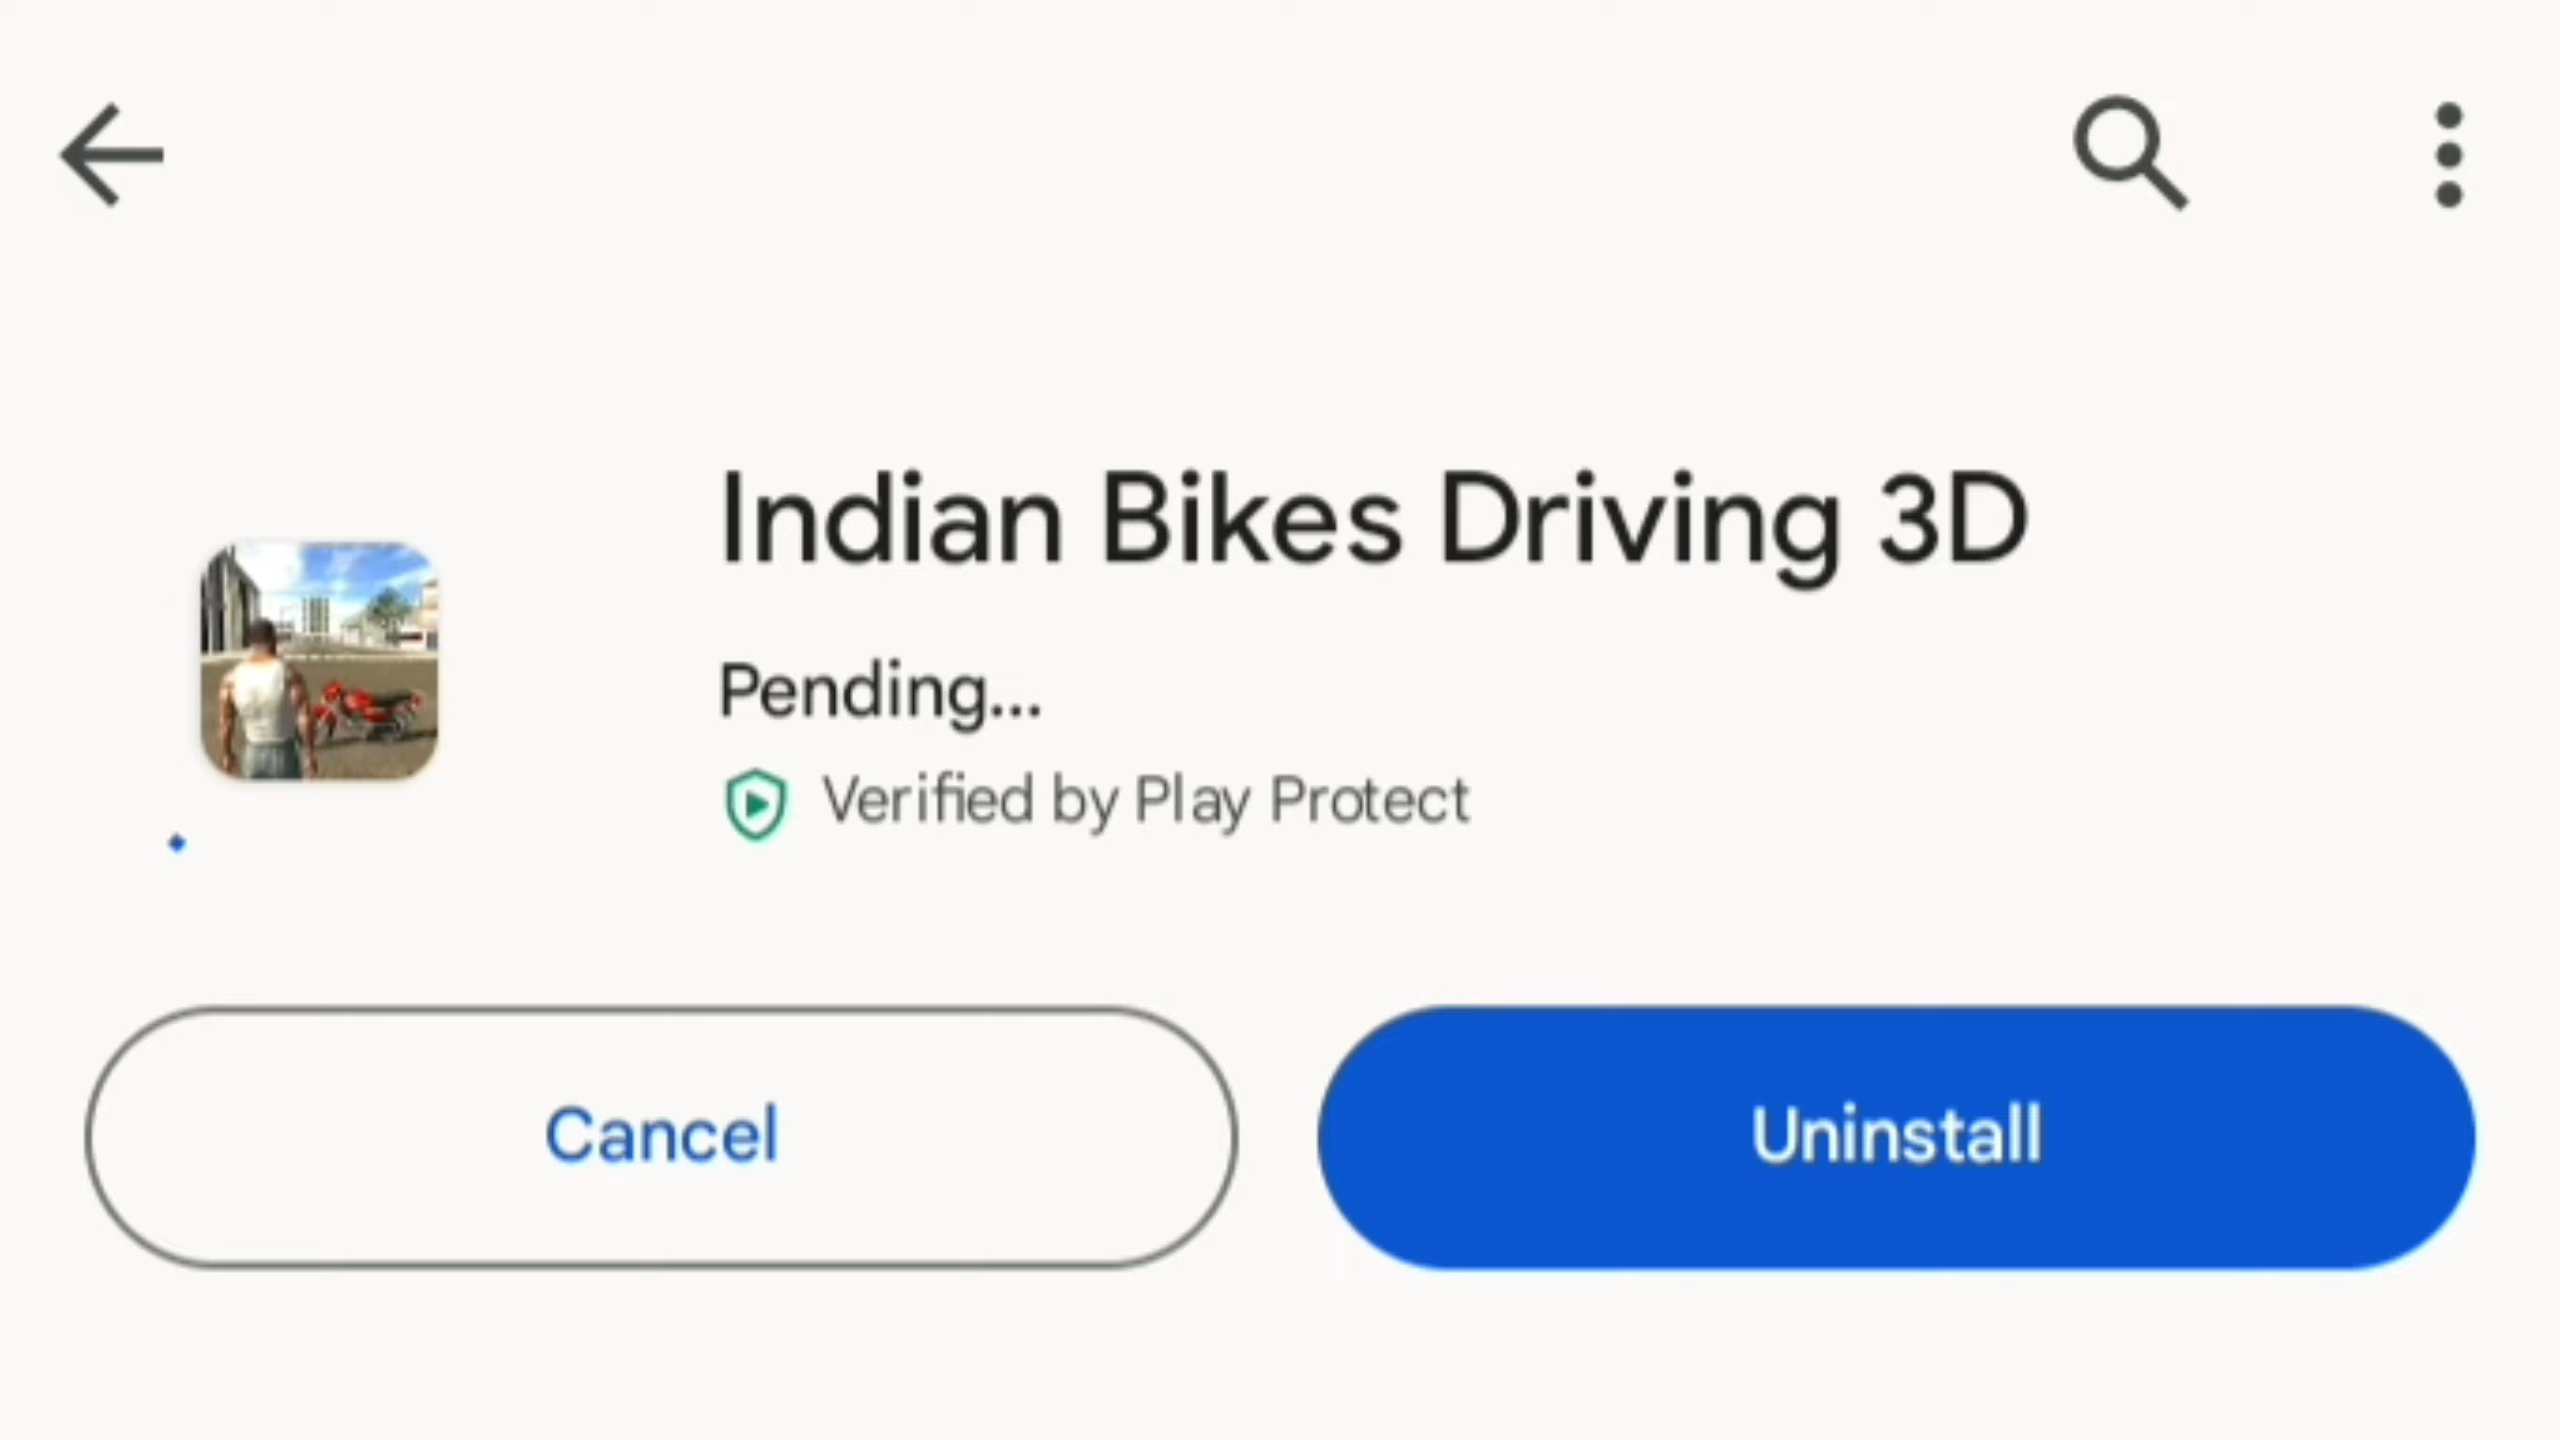 Indian Bikes Driving 3D
Pending...
Verified by Play Protect
Cancel
Uninstall